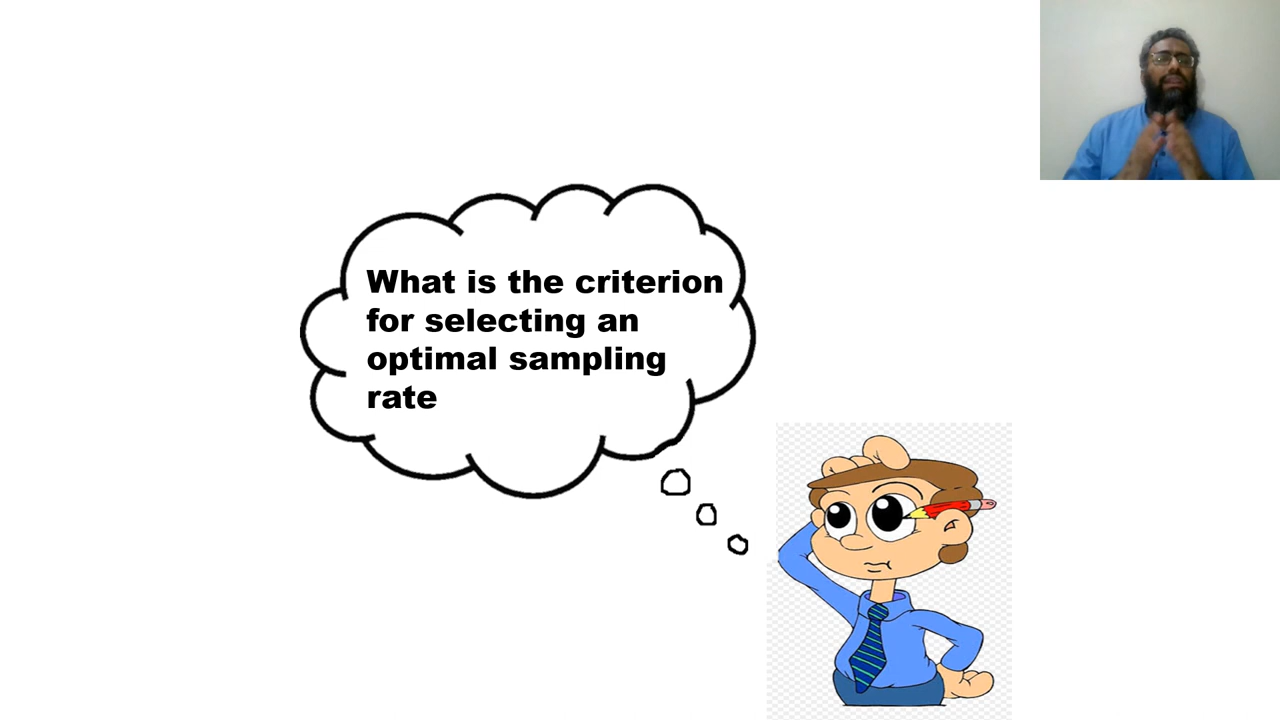 What is the criterion
for selecting an
optimal sampling
rate